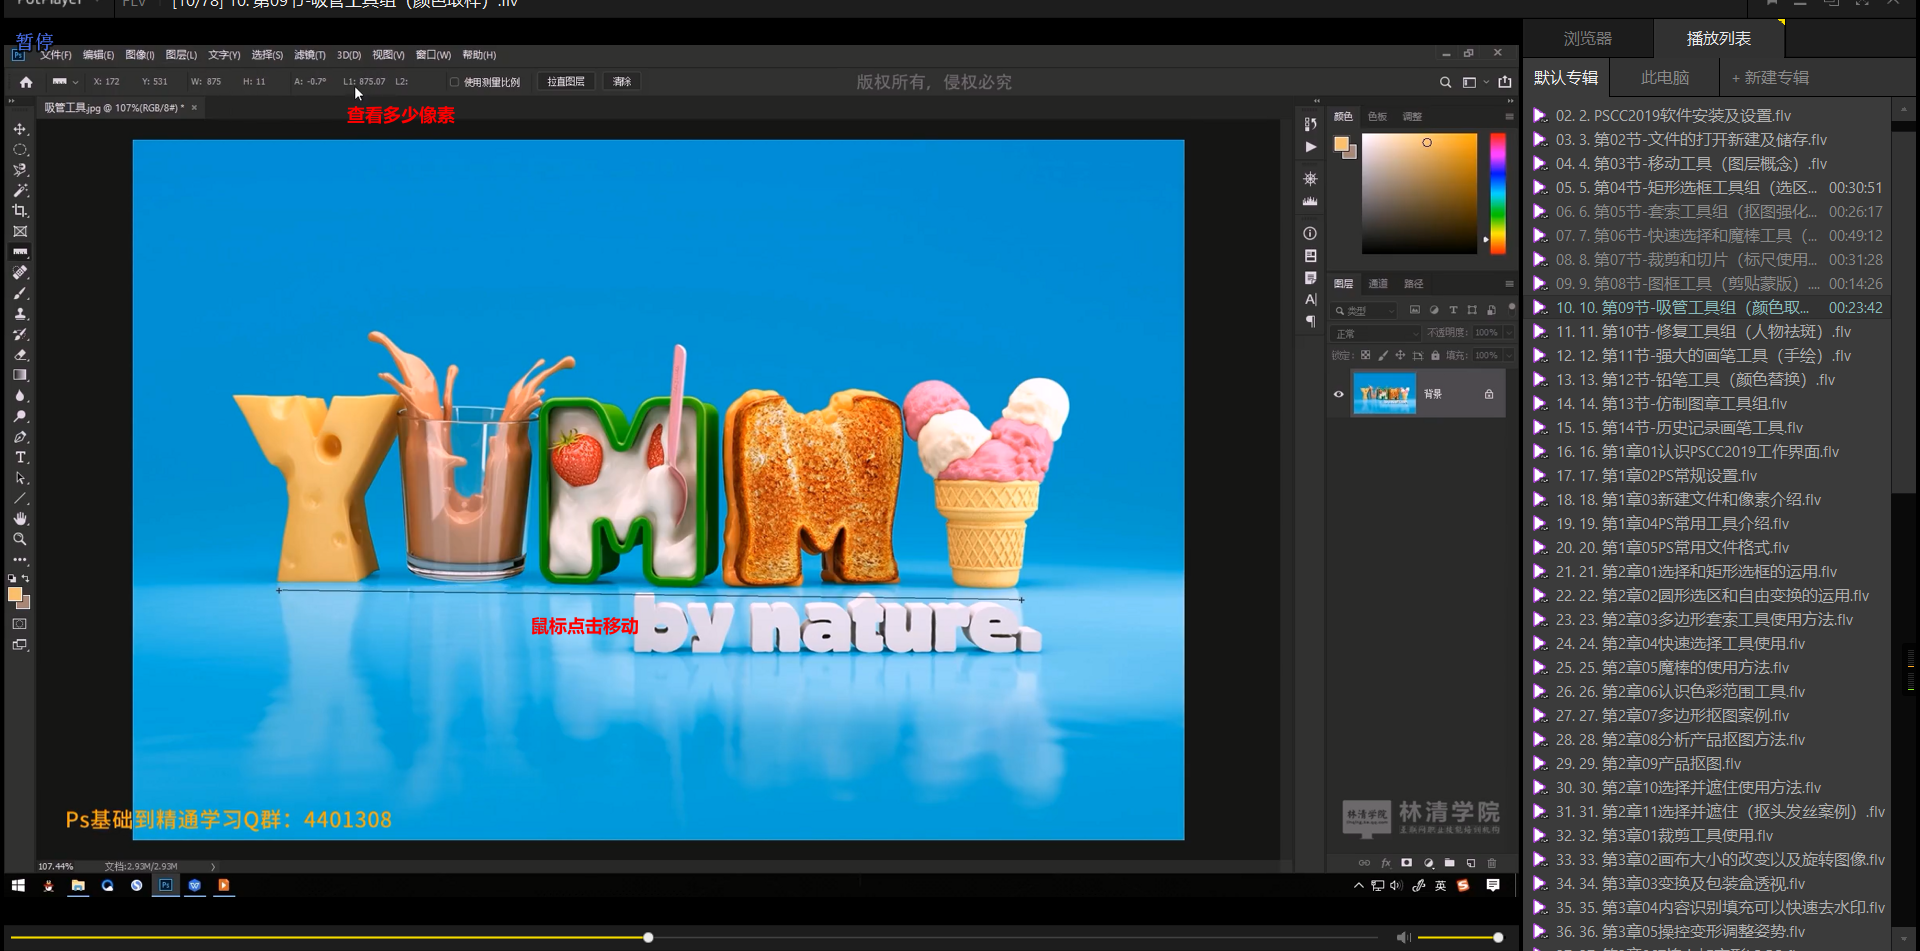 PotPlayer FLV [10/78] 10. 第09节-吸管工具组（颜色取样）.flv
暂停
文件(F) 编辑(E) 图像(I) 图层(L) 文字(Y) 选择(S) 滤镜(T) 3D(D) 视图(V) 窗口(W) 帮助(H)
X: 172 Y: 531 W: 875 H: 11 A: -0.7° L1: 875.07 L2: 使用测量比例 拉直图层 清除
版权所有，侵权必究
吸管工具.jpg @ 107%(RGB/8#) * ×
查看多少像素
by nature.
鼠标点击移动
Ps基础到精通学习Q群：4401308
107.44% 文档:2.93M/2.93M
颜色 色板 调整
图层 通道 路径
类型
正常 不透明度: 100%
锁定: 填充: 100%
背景
林清学院
林清学院
互联网职业技能培训机构
英
浏览器 播放列表
默认专辑 此电脑 + 新建专辑
02. 2. PSCC2019软件安装及设置.flv
03. 3. 第02节-文件的打开新建及储存.flv
04. 4. 第03节-移动工具（图层概念）.flv
05. 5. 第04节-矩形选框工具组（选区... 00:30:51
06. 6. 第05节-套索工具组（抠图强化... 00:26:17
07. 7. 第06节-快速选择和魔棒工具（... 00:49:12
08. 8. 第07节-裁剪和切片（标尺使用... 00:31:28
09. 9. 第08节-图框工具（剪贴蒙版）.... 00:14:26
10. 10. 第09节-吸管工具组（颜色取... 00:23:42
11. 11. 第10节-修复工具组（人物祛斑）.flv
12. 12. 第11节-强大的画笔工具（手绘）.flv
13. 13. 第12节-铅笔工具（颜色替换）.flv
14. 14. 第13节-仿制图章工具组.flv
15. 15. 第14节-历史记录画笔工具.flv
16. 16. 第1章01认识PSCC2019工作界面.flv
17. 17. 第1章02PS常规设置.flv
18. 18. 第1章03新建文件和像素介绍.flv
19. 19. 第1章04PS常用工具介绍.flv
20. 20. 第1章05PS常用文件格式.flv
21. 21. 第2章01选择和矩形选框的运用.flv
22. 22. 第2章02圆形选区和自由变换的运用.flv
23. 23. 第2章03多边形套索工具使用方法.flv
24. 24. 第2章04快速选择工具使用.flv
25. 25. 第2章05魔棒的使用方法.flv
26. 26. 第2章06认识色彩范围工具.flv
27. 27. 第2章07多边形抠图案例.flv
28. 28. 第2章08分析产品抠图方法.flv
29. 29. 第2章09产品抠图.flv
30. 30. 第2章10选择并遮住使用方法.flv
31. 31. 第2章11选择并遮住（抠头发丝案例）.flv
32. 32. 第3章01裁剪工具使用.flv
33. 33. 第3章02画布大小的改变以及旋转图像.flv
34. 34. 第3章03变换及包装盒透视.flv
35. 35. 第3章04内容识别填充可以快速去水印.flv
36. 36. 第3章05操控变形调整姿势.flv